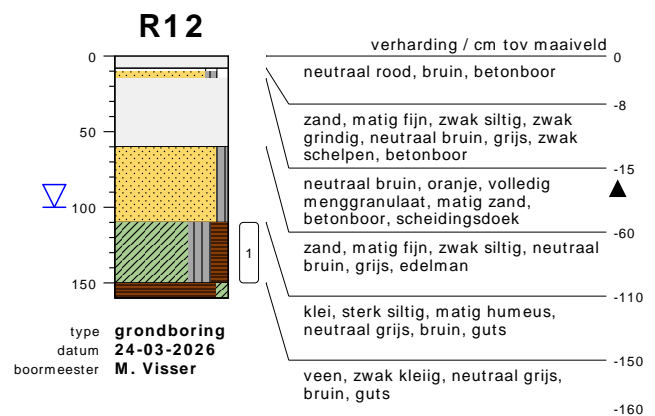 R12
verharding / cm tov maaiveld
0
0
neutraal rood, bruin, betonboor
-8
zand, matig fijn, zwak siltig, zwak
grindig, neutraal bruin, grijs, zwak
schelpen, betonboor
50
-15
neutraal bruin, oranje, volledig
menggranulaat, matig zand,
betonboor, scheidingsdoek
100
-60
zand, matig fijn, zwak siltig, neutraal
bruin, grijs, edelman
1
150
-110
klei, sterk siltig, matig humeus,
neutraal grijs, bruin, guts
-150
veen, zwak kleiig, neutraal grijs,
bruin, guts
-160
type grondboring
datum 24-03-2026
boormeester M. Visser